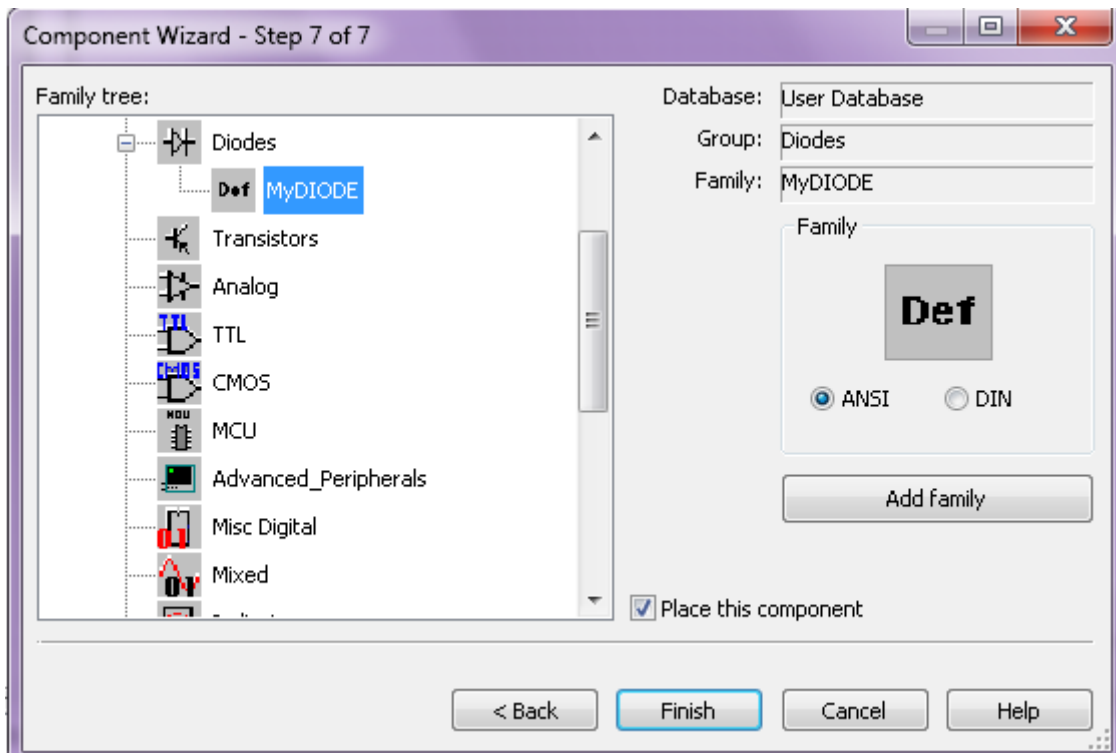 Component Wizard - Step 7 of 7
Family tree:
Diodes
Def MyDIODE
Transistors
Analog
TTL
TTL
CMOS
CMOS
MCU
MCU
Advanced_Peripherals
Misc Digital
Mixed
Database: User Database
Group: Diodes
Family: MyDIODE
Family
Def
ANSI DIN
Add family
Place this component
< Back Finish Cancel Help